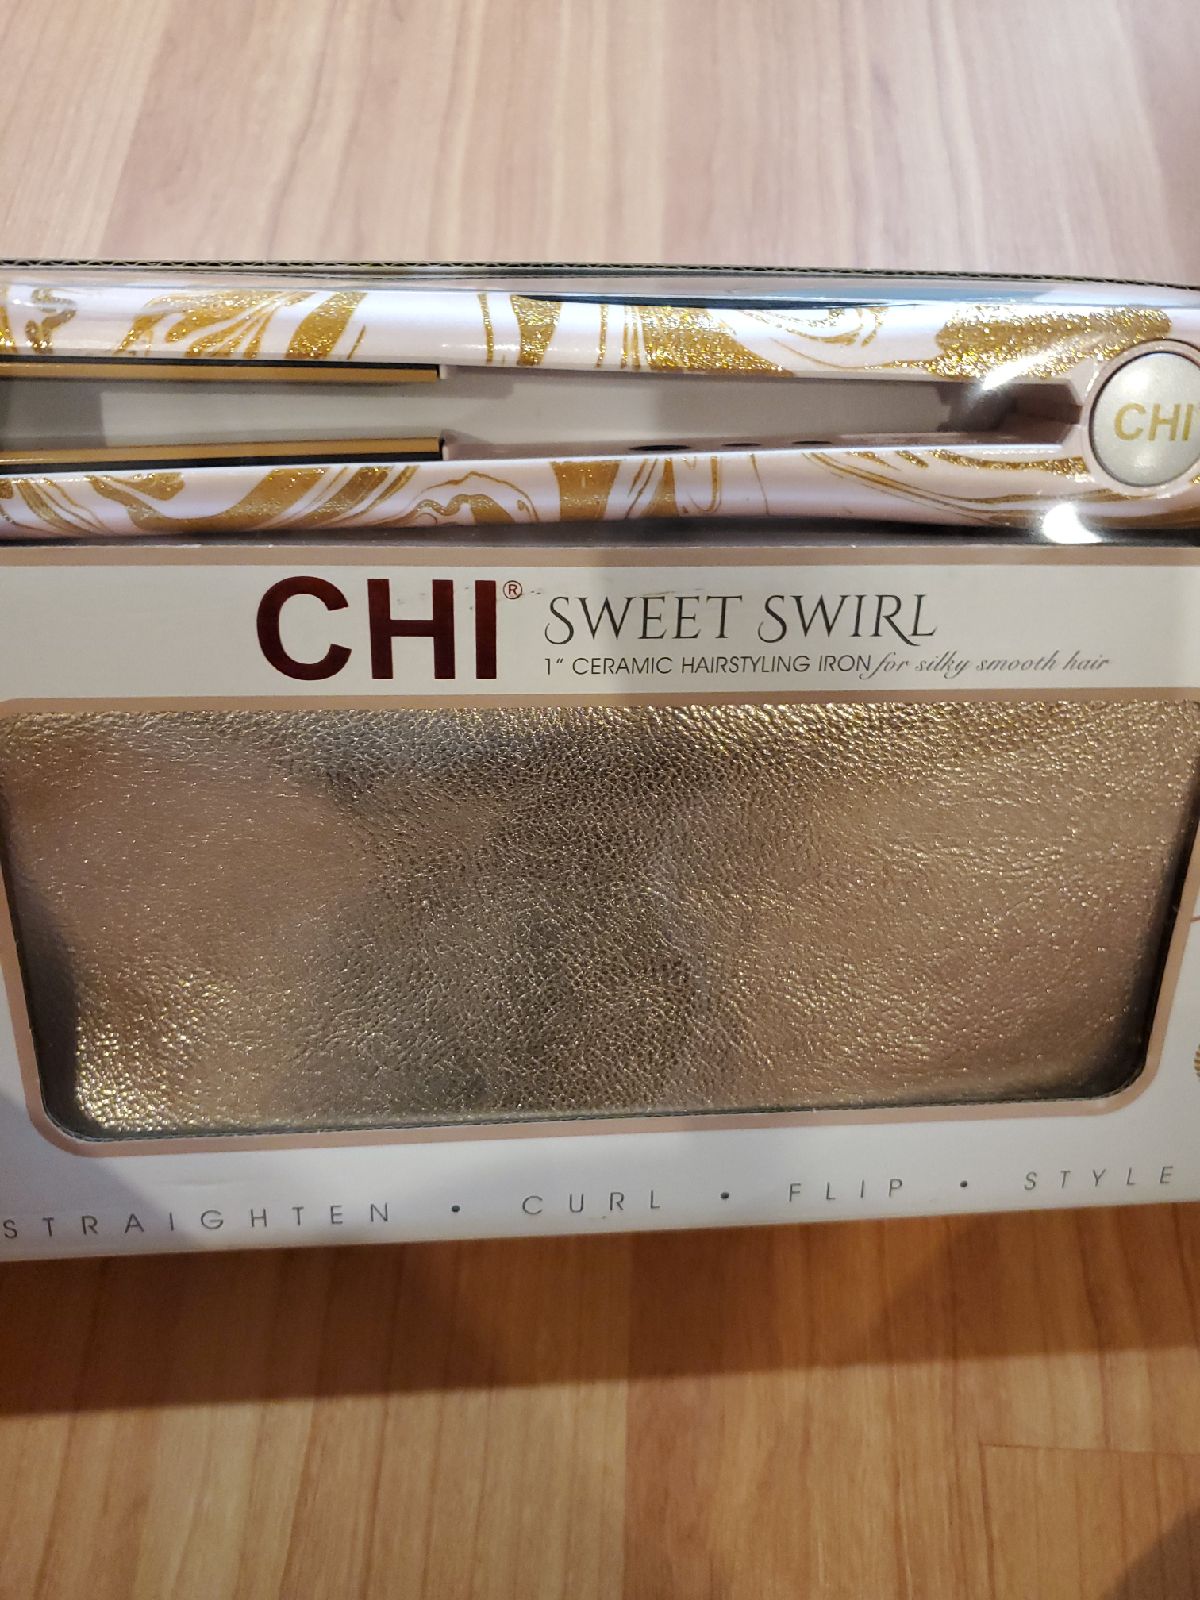 CHI
CHI® SWEET SWIRL
1" CERAMIC HAIRSTYLING IRON for silky smooth hair
STRAIGHTEN • CURL • FLIP • STYLE